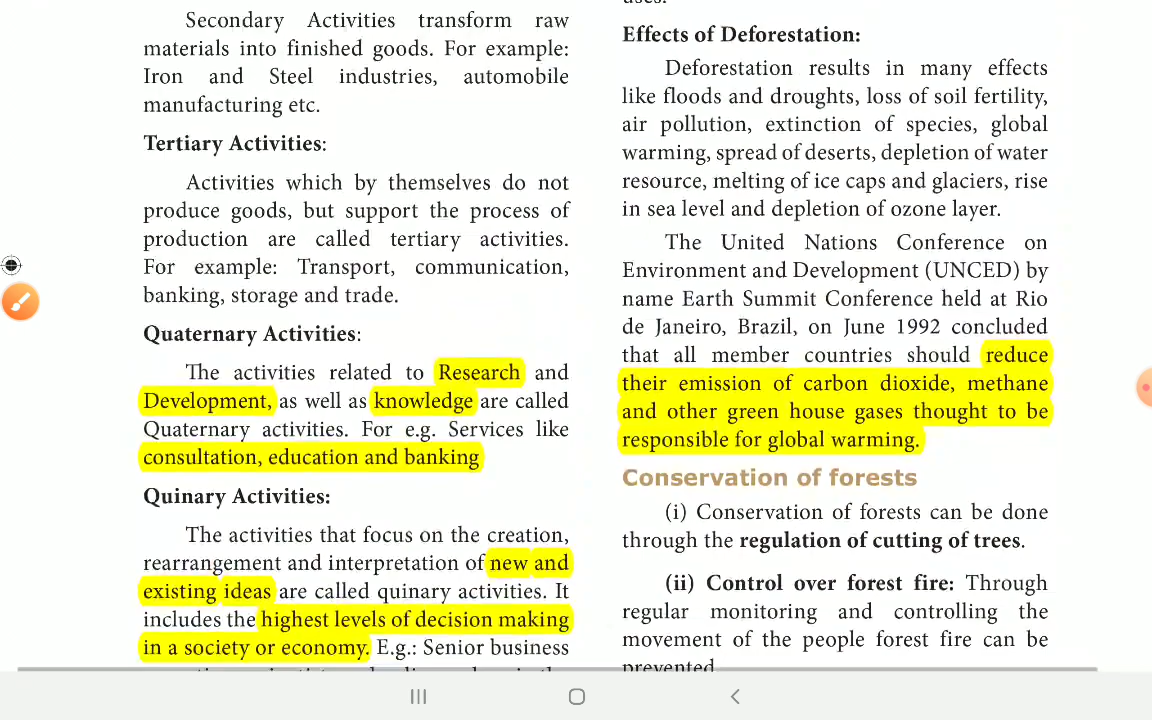 Secondary Activities transform raw
materials into finished goods. For example:
Iron and Steel industries, automobile
manufacturing etc.
Tertiary Activities:
Activities which by themselves do not
produce goods, but support the process of
production are called tertiary activities.
For example: Transport, communication,
banking, storage and trade.
Quaternary Activities:
The activities related to Research and
Development, as well as knowledge are called
Quaternary activities. For e.g. Services like
consultation, education and banking
Quinary Activities:
The activities that focus on the creation,
rearrangement and interpretation of new and
existing ideas are called quinary activities. It
includes the highest levels of decision making
in a society or economy. E.g.: Senior business
uses.
Effects of Deforestation:
Deforestation results in many effects
like floods and droughts, loss of soil fertility,
air pollution, extinction of species, global
warming, spread of deserts, depletion of water
resource, melting of ice caps and glaciers, rise
in sea level and depletion of ozone layer.
The United Nations Conference on
Environment and Development (UNCED) by
name Earth Summit Conference held at Rio
de Janeiro, Brazil, on June 1992 concluded
that all member countries should reduce
their emission of carbon dioxide, methane
and other green house gases thought to be
responsible for global warming.
Conservation of forests
(i) Conservation of forests can be done
through the regulation of cutting of trees.
(ii) Control over forest fire: Through
regular monitoring and controlling the
movement of the people forest fire can be
prevented